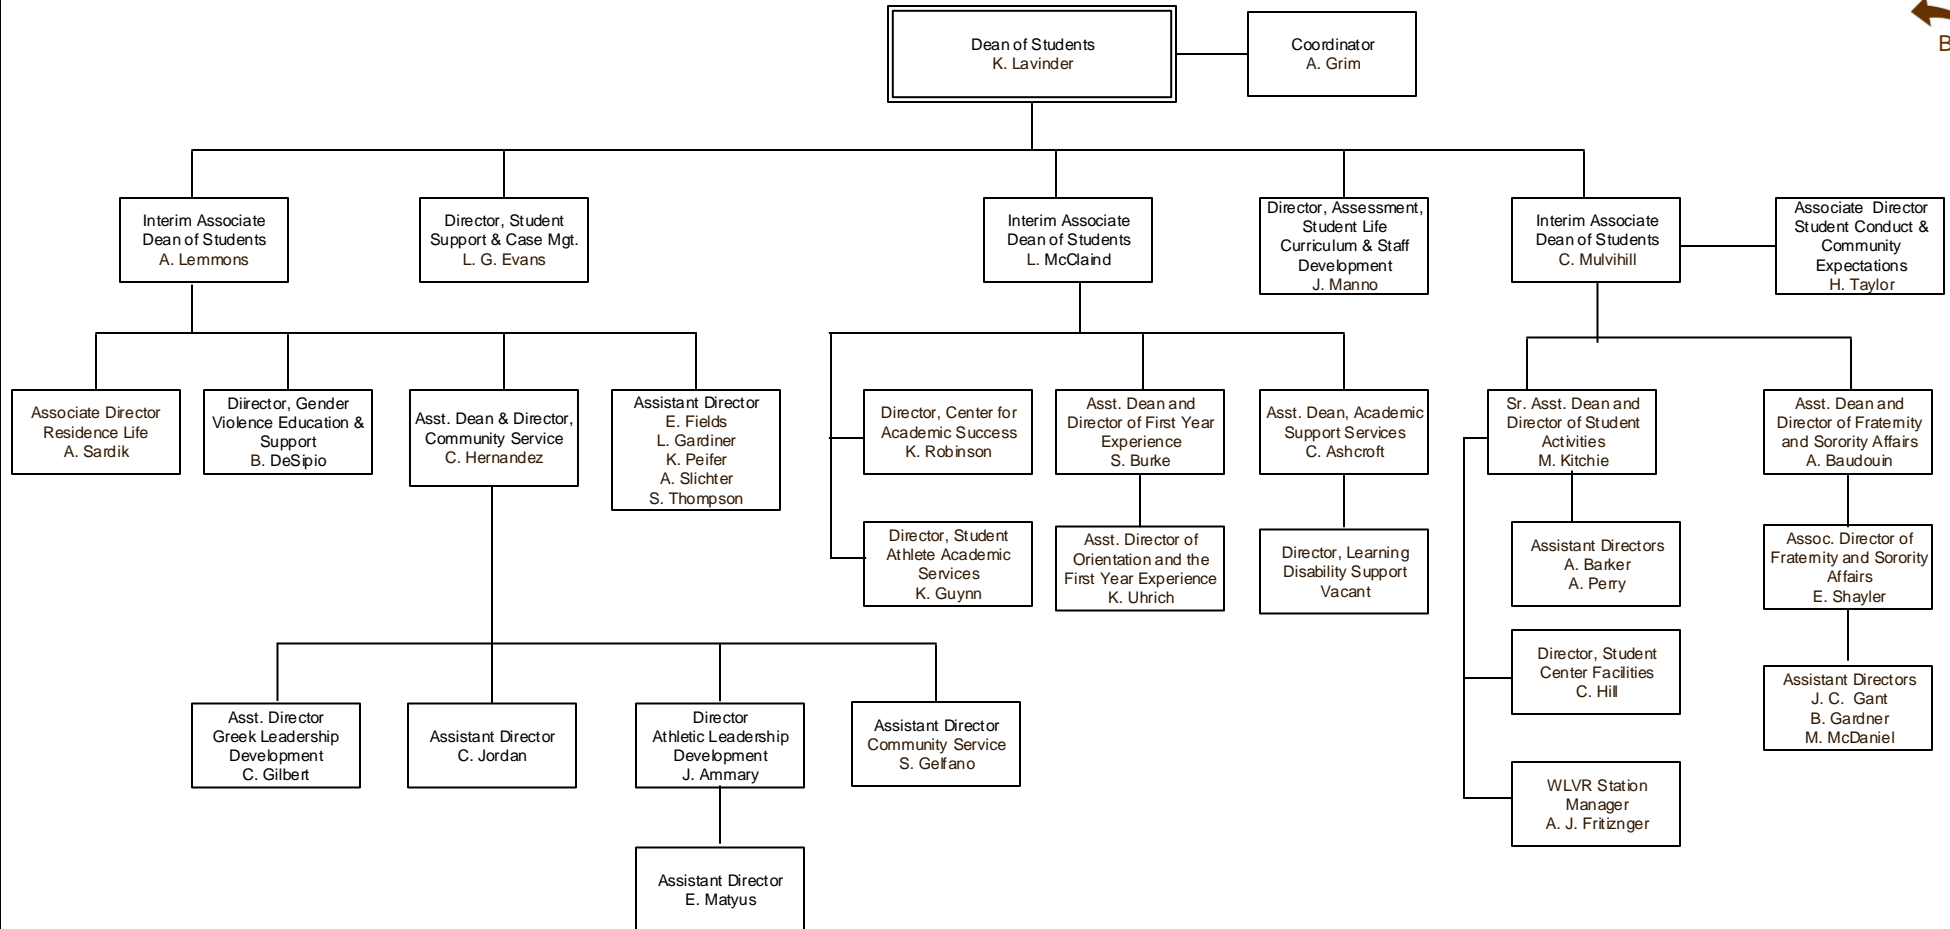 Dean of Students
K. Lavinder
Coordinator
A. Grim
B
Interim Associate
Dean of Students
A. Lemmons
Director, Student
Support & Case Mgt.
L. G. Evans
Interim Associate
Dean of Students
L. McClaind
Director, Assessment,
Student Life
Curriculum & Staff
Development
J. Manno
Interim Associate
Dean of Students
C. Mulvihill
Associate Director
Student Conduct &
Community
Expectations
H. Taylor
Associate Director
Residence Life
A. Sardik
Diirector, Gender
Violence Education &
Support
B. DeSipio
Asst. Dean & Director,
Community Service
C. Hernandez
Assistant Director
E. Fields
L. Gardiner
K. Peifer
A. Slichter
S. Thompson
Director, Center for
Academic Success
K. Robinson
Asst. Dean and
Director of First Year
Experience
S. Burke
Asst. Dean, Academic
Support Services
C. Ashcroft
Sr. Asst. Dean and
Director of Student
Activities
M. Kitchie
Asst. Dean and
Director of Fraternity
and Sorority Affairs
A. Baudouin
Director, Student
Athlete Academic
Services
K. Guynn
Asst. Director of
Orientation and the
First Year Experience
K. Uhrich
Director, Learning
Disability Support
Vacant
Assistant Directors
A. Barker
A. Perry
Assoc. Director of
Fraternity and Sorority
Affairs
E. Shayler
Director, Student
Center Facilities
C. Hill
Assistant Directors
J. C. Gant
B. Gardner
M. McDaniel
Asst. Director
Greek Leadership
Development
C. Gilbert
Assistant Director
C. Jordan
Director
Athletic Leadership
Development
J. Ammary
Assistant Director
Community Service
S. Gelfano
WLVR Station
Manager
A. J. Fritiznger
Assistant Director
E. Matyus